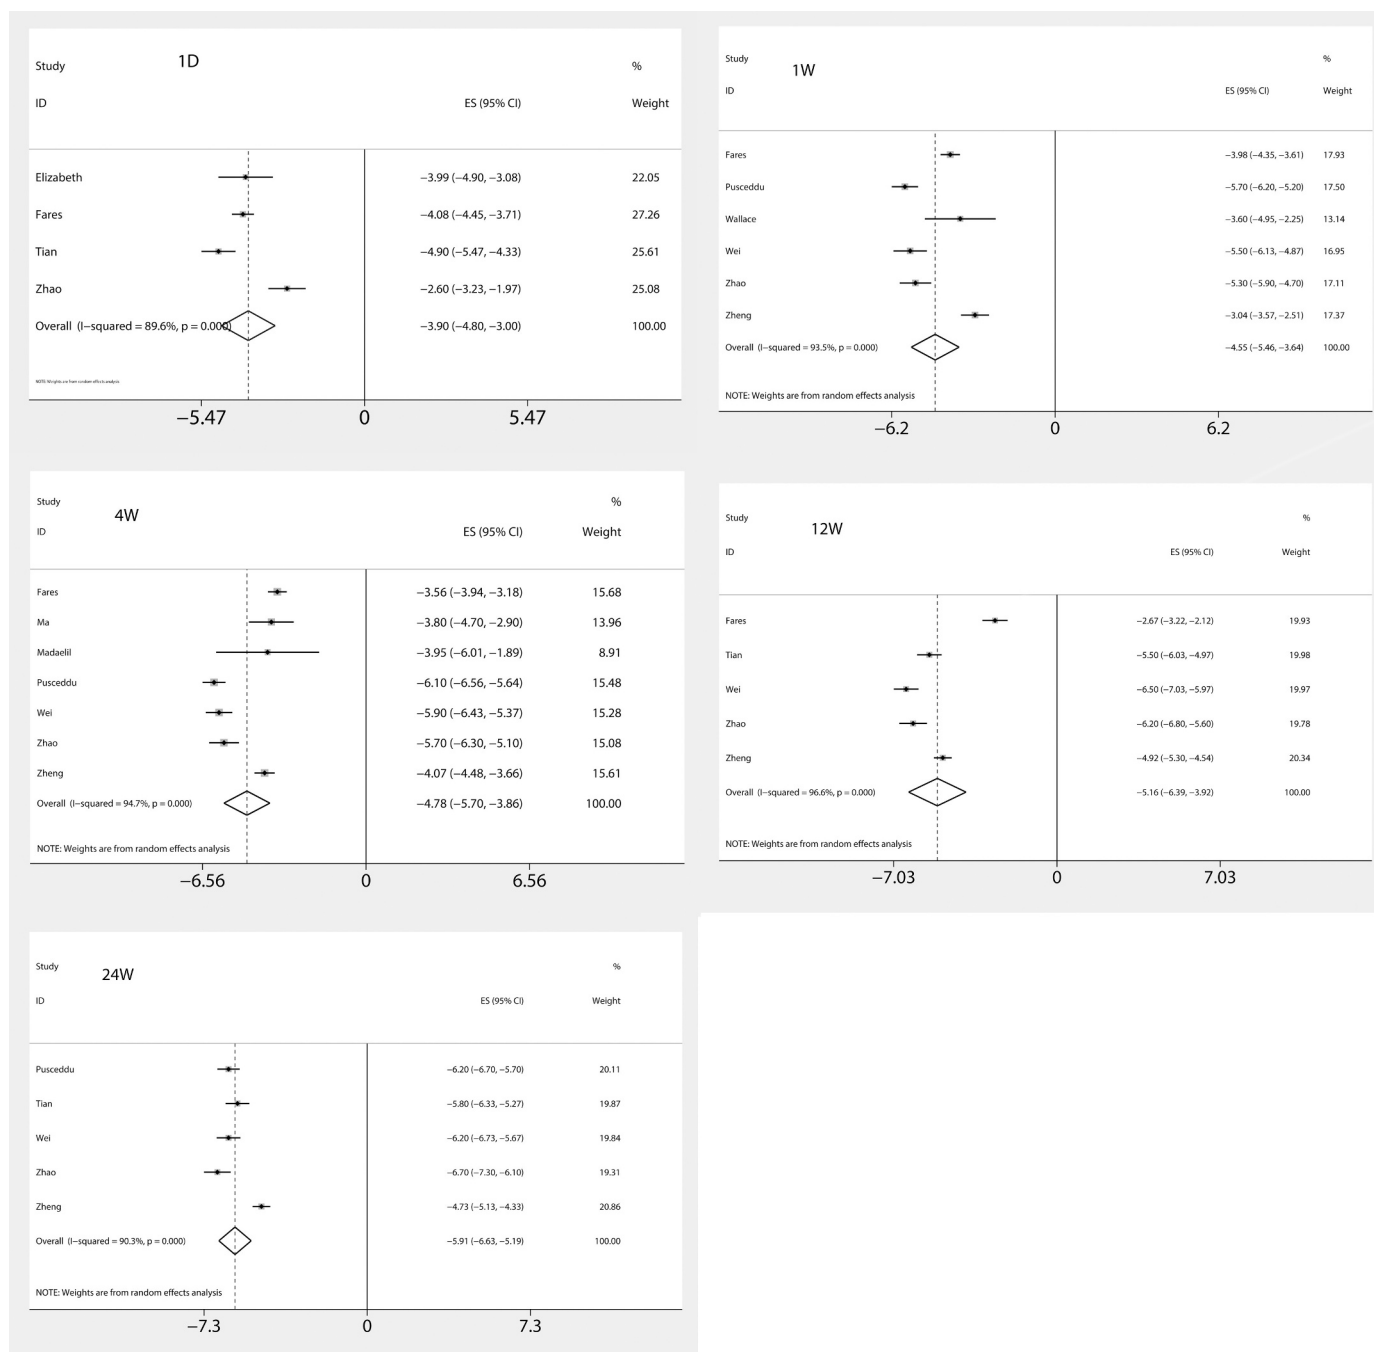 1D
Study %
ID ES (95% CI) Weight
Elizabeth −3.99 (−4.90, −3.08) 22.05
Fares −4.08 (−4.45, −3.71) 27.26
Tian −4.90 (−5.47, −4.33) 25.61
Zhao −2.60 (−3.23, −1.97) 25.08
Overall (I−squared = 89.6%, p = 0.000) −3.90 (−4.80, −3.00) 100.00
NOTE: Weights are from random effects analysis
−5.47 0 5.47
Study %
1W
ID ES (95% CI) Weight
Fares −3.98 (−4.35, −3.61) 17.93
Pusceddu −5.70 (−6.20, −5.20) 17.50
Wallace −3.60 (−4.95, −2.25) 13.14
Wei −5.50 (−6.13, −4.87) 16.95
Zhao −5.30 (−5.90, −4.70) 17.11
Zheng −3.04 (−3.57, −2.51) 17.37
Overall (I−squared = 93.5%, p = 0.000) −4.55 (−5.46, −3.64) 100.00
NOTE: Weights are from random effects analysis
−6.2 0 6.2
Study %
4W
ID ES (95% CI) Weight
Fares −3.56 (−3.94, −3.18) 15.68
Ma −3.80 (−4.70, −2.90) 13.96
Madaelil −3.95 (−6.01, −1.89) 8.91
Pusceddu −6.10 (−6.56, −5.64) 15.48
Wei −5.90 (−6.43, −5.37) 15.28
Zhao −5.70 (−6.30, −5.10) 15.08
Zheng −4.07 (−4.48, −3.66) 15.61
Overall (I−squared = 94.7%, p = 0.000) −4.78 (−5.70, −3.86) 100.00
NOTE: Weights are from random effects analysis
−6.56 0 6.56
Study %
12W
ID ES (95% CI) Weight
Fares −2.67 (−3.22, −2.12) 19.93
Tian −5.50 (−6.03, −4.97) 19.98
Wei −6.50 (−7.03, −5.97) 19.97
Zhao −6.20 (−6.80, −5.60) 19.78
Zheng −4.92 (−5.30, −4.54) 20.34
Overall (I−squared = 96.6%, p = 0.000) −5.16 (−6.39, −3.92) 100.00
NOTE: Weights are from random effects analysis
−7.03 0 7.03
Study %
24W
ID ES (95% CI) Weight
Pusceddu −6.20 (−6.70, −5.70) 20.11
Tian −5.80 (−6.33, −5.27) 19.87
Wei −6.20 (−6.73, −5.67) 19.84
Zhao −6.70 (−7.30, −6.10) 19.31
Zheng −4.73 (−5.13, −4.33) 20.86
Overall (I−squared = 90.3%, p = 0.000) −5.91 (−6.63, −5.19) 100.00
NOTE: Weights are from random effects analysis
−7.3 0 7.3